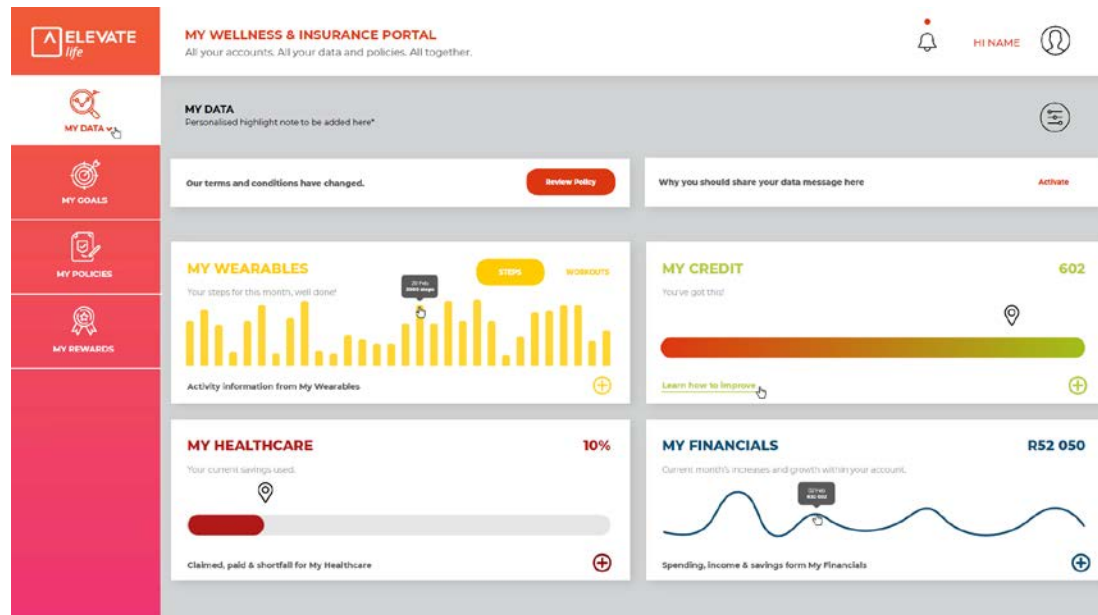 ELEVATE
life
MY WELLNESS & INSURANCE PORTAL
All your accounts. All your data and policies. All together.
HI NAME
MY DATA
MY GOALS
MY POLICIES
MY REWARDS
MY DATA
Personalised highlight note to be added here*
Our terms and conditions have changed.
Review Policy
Why you should share your data message here
Activate
MY WEARABLES
STEPS
WORKOUTS
Your steps for this month, well done!
Activity information from My Wearables
MY CREDIT
602
You've got this!
Learn how to improve
MY HEALTHCARE
10%
Your current savings used.
Claimed, paid & shortfall for My Healthcare
MY FINANCIALS
R52 050
Current month's increases and growth within your account.
02 Feb
Spending, income & savings form My Financials